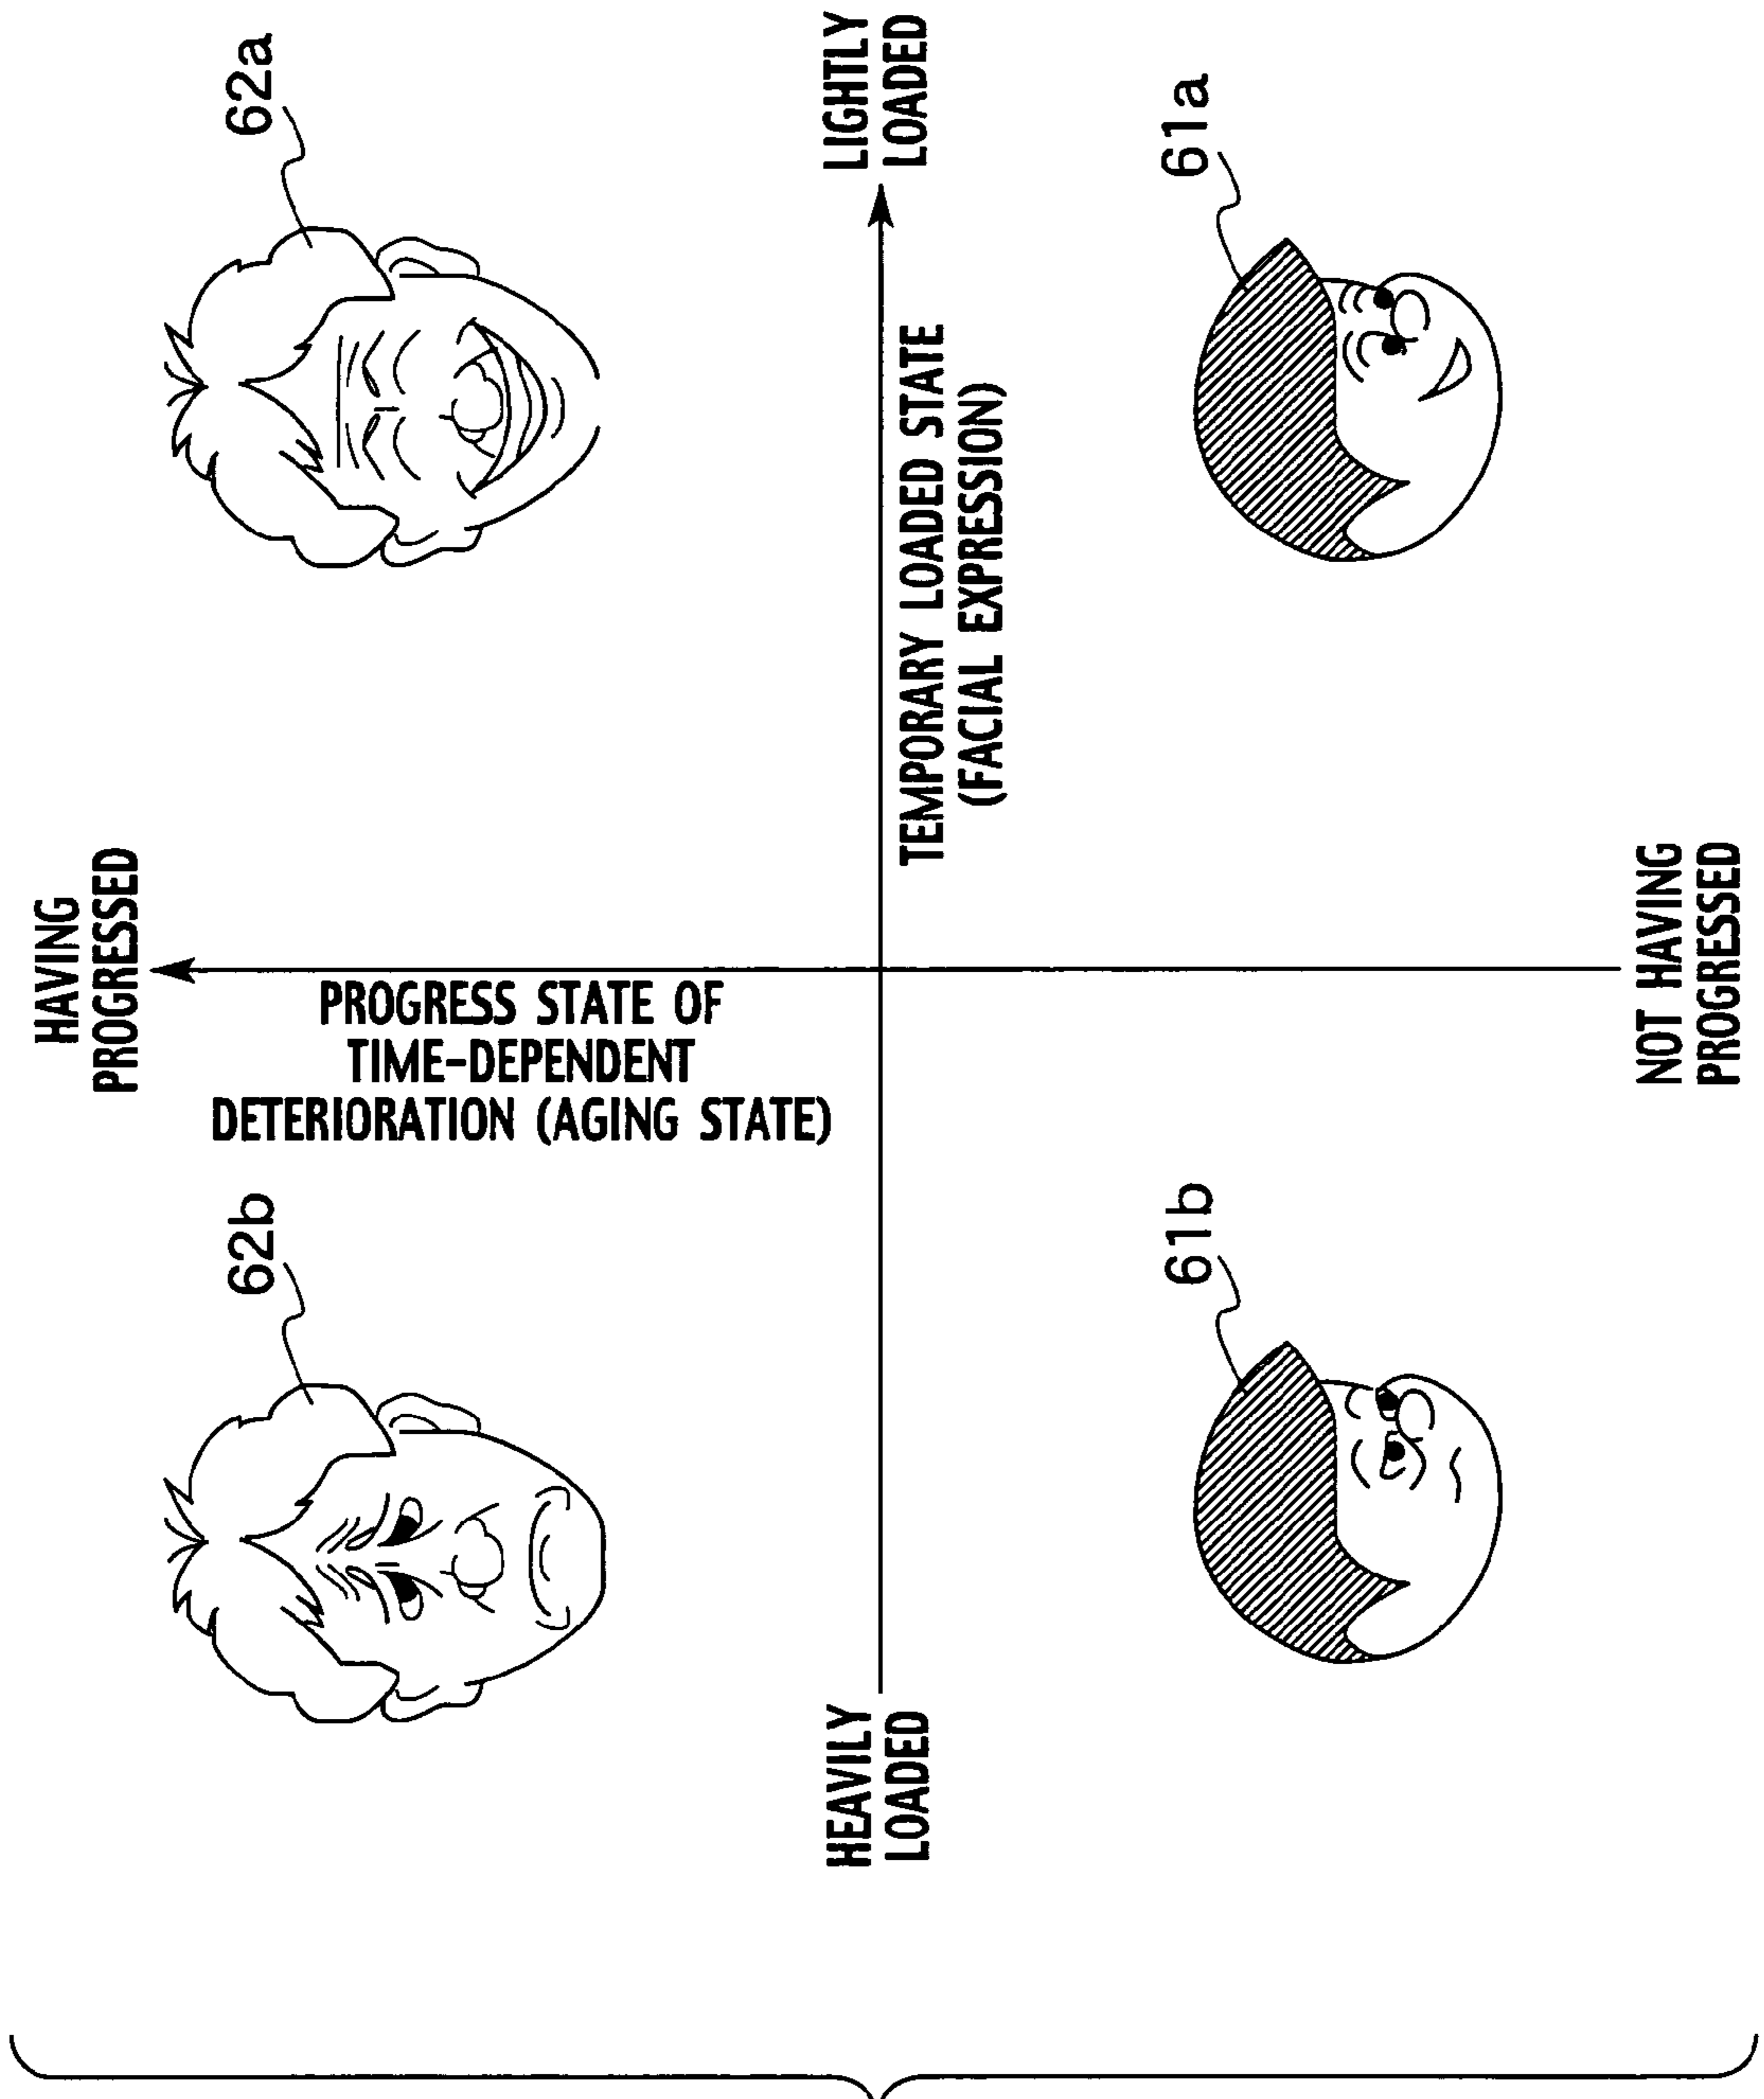 HAVING
PROGRESSED
62a
62b
PROGRESS STATE OF
TIME-DEPENDENT
DETERIORATION (AGING STATE)
LIGHTLY
LOADED
TEMPORARY LOADED STATE
(FACIAL EXPRESSION)
HEAVILY
LOADED
61a
61b
NOT HAVING
PROGRESSED